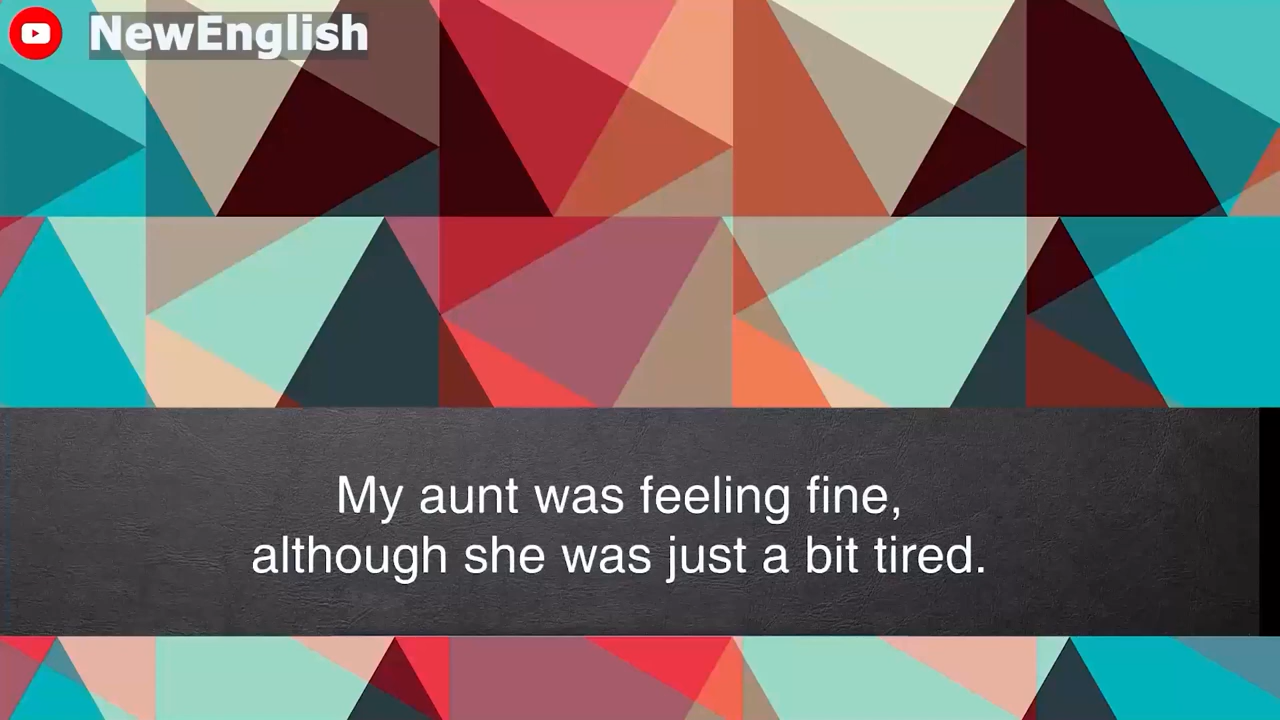 NewEnglish
My aunt was feeling fine,
although she was just a bit tired.